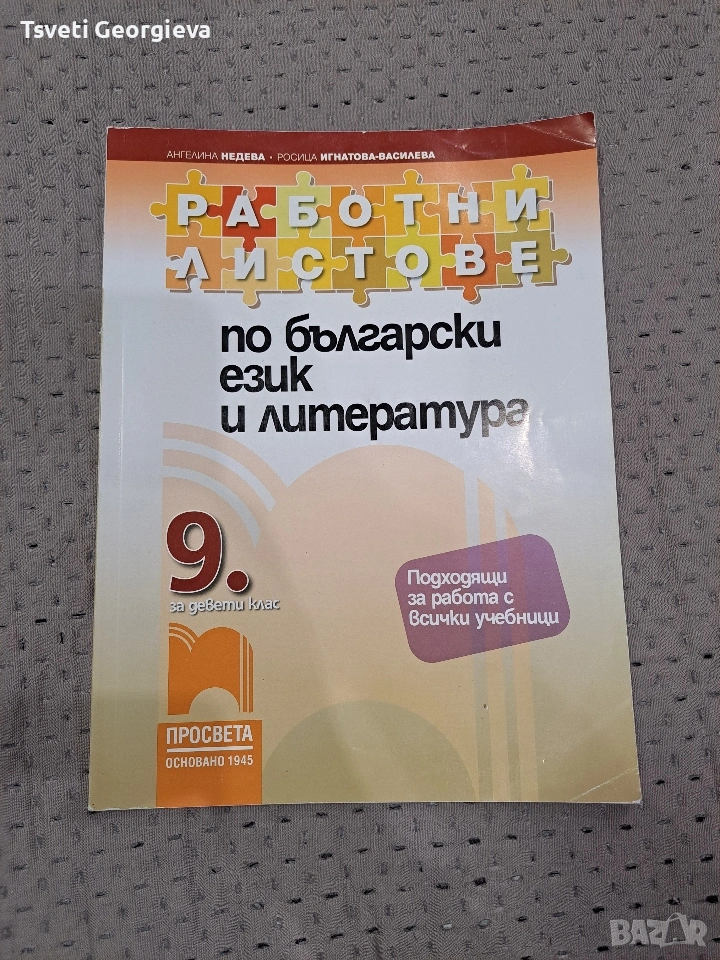 Tsveti Georgieva
АНГЕЛИНА НЕДЕВА • РОСИЦА ИГНАТОВА-ВАСИЛЕВА
РАБОТНИ
ЛИСТОВЕ
по български
език
и литература
9.
за девети клас
Подходящи
за работа с
всички учебници
ПРОСВЕТА
ОСНОВАНО 1945
BAZAR